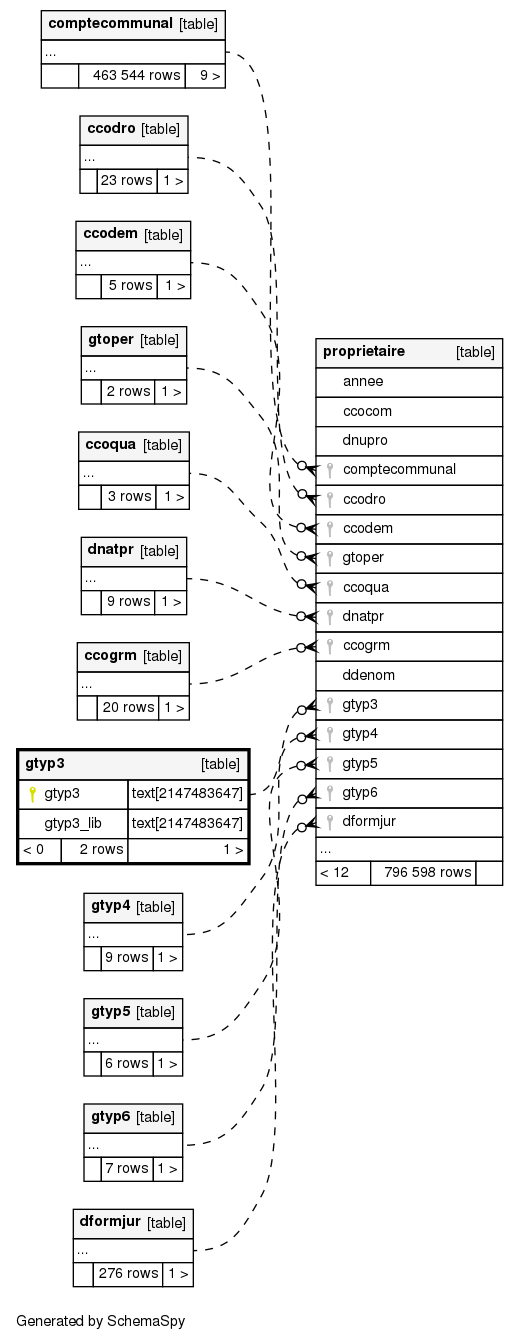 comptecommunal [table]
...
463 544 rows 9 >
ccodro [table]
...
23 rows 1 >
ccodem [table]
...
5 rows 1 >
gtoper [table]
...
2 rows 1 >
ccoqua [table]
...
3 rows 1 >
dnatpr [table]
...
9 rows 1 >
ccogrm [table]
...
20 rows 1 >
gtyp3 [table]
gtyp3 text[2147483647]
gtyp3_lib text[2147483647]
< 0 2 rows 1 >
gtyp4 [table]
...
9 rows 1 >
gtyp5 [table]
...
6 rows 1 >
gtyp6 [table]
...
7 rows 1 >
dformjur [table]
...
276 rows 1 >
proprietaire [table]
annee
ccocom
dnupro
comptecommunal
ccodro
ccodem
gtoper
ccoqua
dnatpr
ccogrm
ddenom
gtyp3
gtyp4
gtyp5
gtyp6
dformjur
...
< 12 796 598 rows
Generated by SchemaSpy